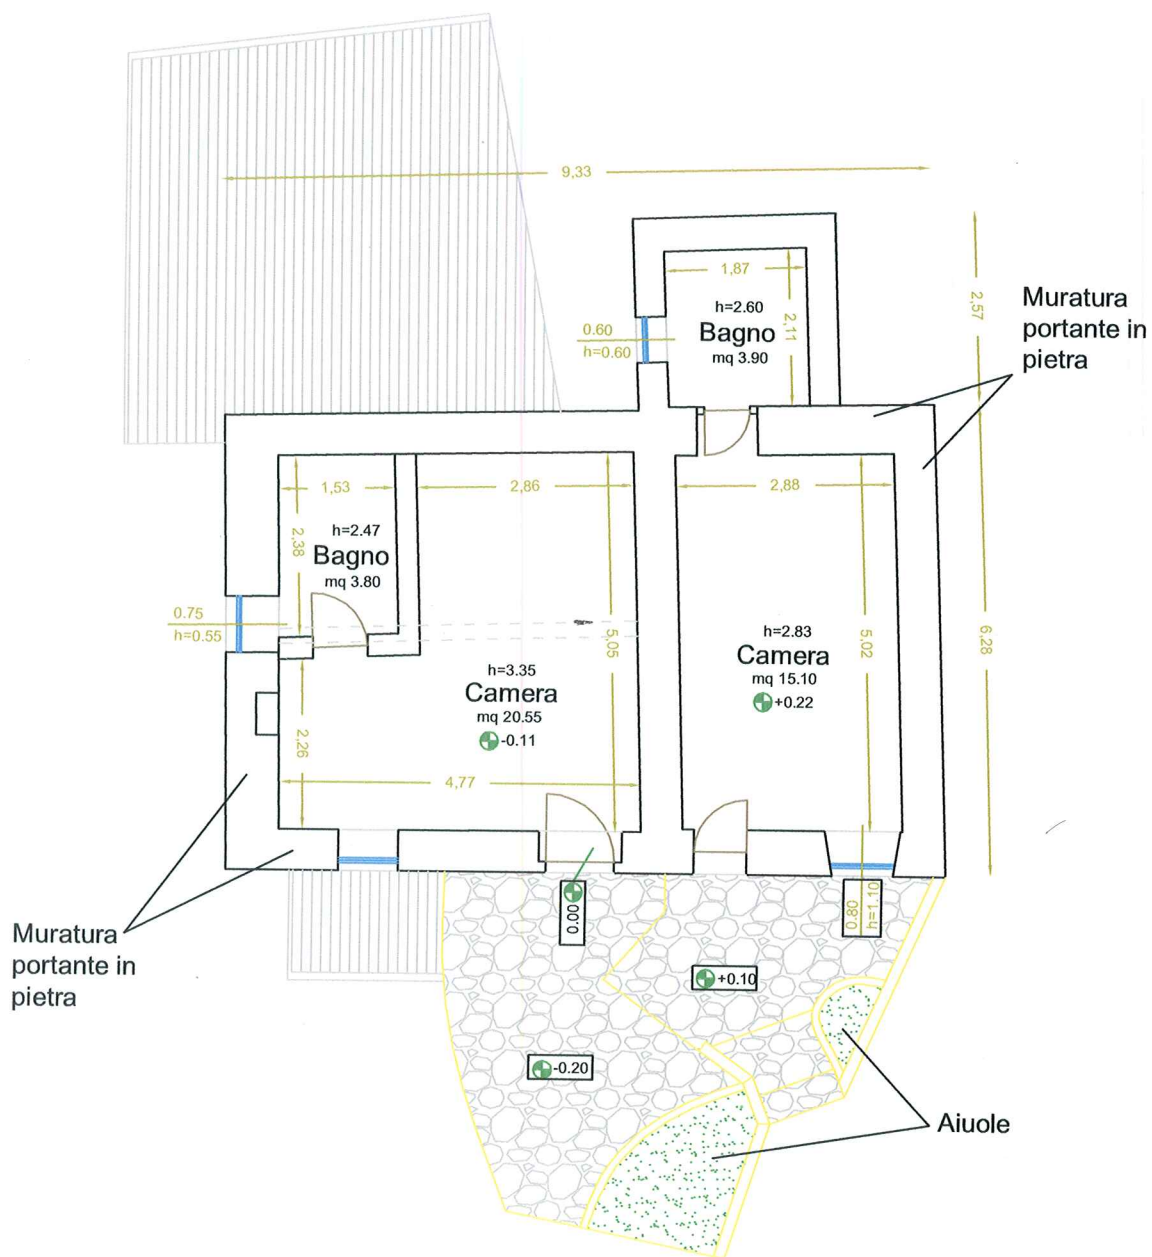 9,33
1,87
2,57
Muratura
portante in
pietra
h=2.60
Bagno
mq 3.90
2,11
0.60
h=0.60
1,53
2,86
2,88
2,38
h=2.47
Bagno
mq 3.80
0.75
h=0.55
5,05
h=2.83
Camera
mq 15.10
+0.22
5,02
6,28
h=3.35
Camera
mq 20.55
-0.11
2,26
4,77
0.00
0.80
h=1.10
Muratura
portante in
pietra
+0.10
-0.20
Aiuole